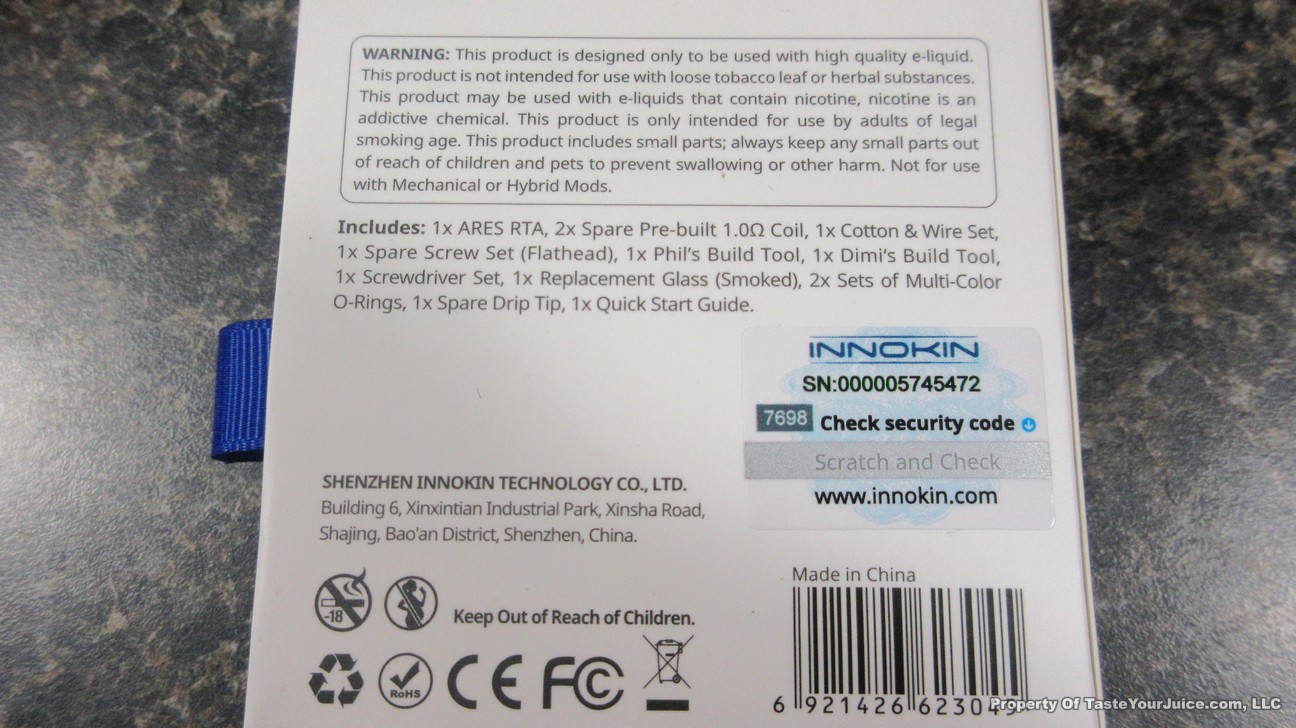 WARNING: This product is designed only to be used with high quality e-liquid.
This product is not intended for use with loose tobacco leaf or herbal substances.
This product may be used with e-liquids that contain nicotine, nicotine is an
addictive chemical. This product is only intended for use by adults of legal
smoking age. This product includes small parts; always keep any small parts out
of reach of children and pets to prevent swallowing or other harm. Not for use
with Mechanical or Hybrid Mods.
Includes: 1x ARES RTA, 2x Spare Pre-built 1.0Ω Coil, 1x Cotton & Wire Set,
1x Spare Screw Set (Flathead), 1x Phil's Build Tool, 1x Dimi's Build Tool,
1x Screwdriver Set, 1x Replacement Glass (Smoked), 2x Sets of Multi-Color
O-Rings, 1x Spare Drip Tip, 1x Quick Start Guide.
INNOKIN
SN:000005745472
7698 Check security code
Scratch and Check
www.innokin.com
SHENZHEN INNOKIN TECHNOLOGY CO., LTD.
Building 6, Xinxintian Industrial Park, Xinsha Road,
Shajing, Bao'an District, Shenzhen, China.
Made in China
-18
Keep Out of Reach of Children.
RoHS
CE FC
6 921426
Property Of TasteYourJuice.com, LLC